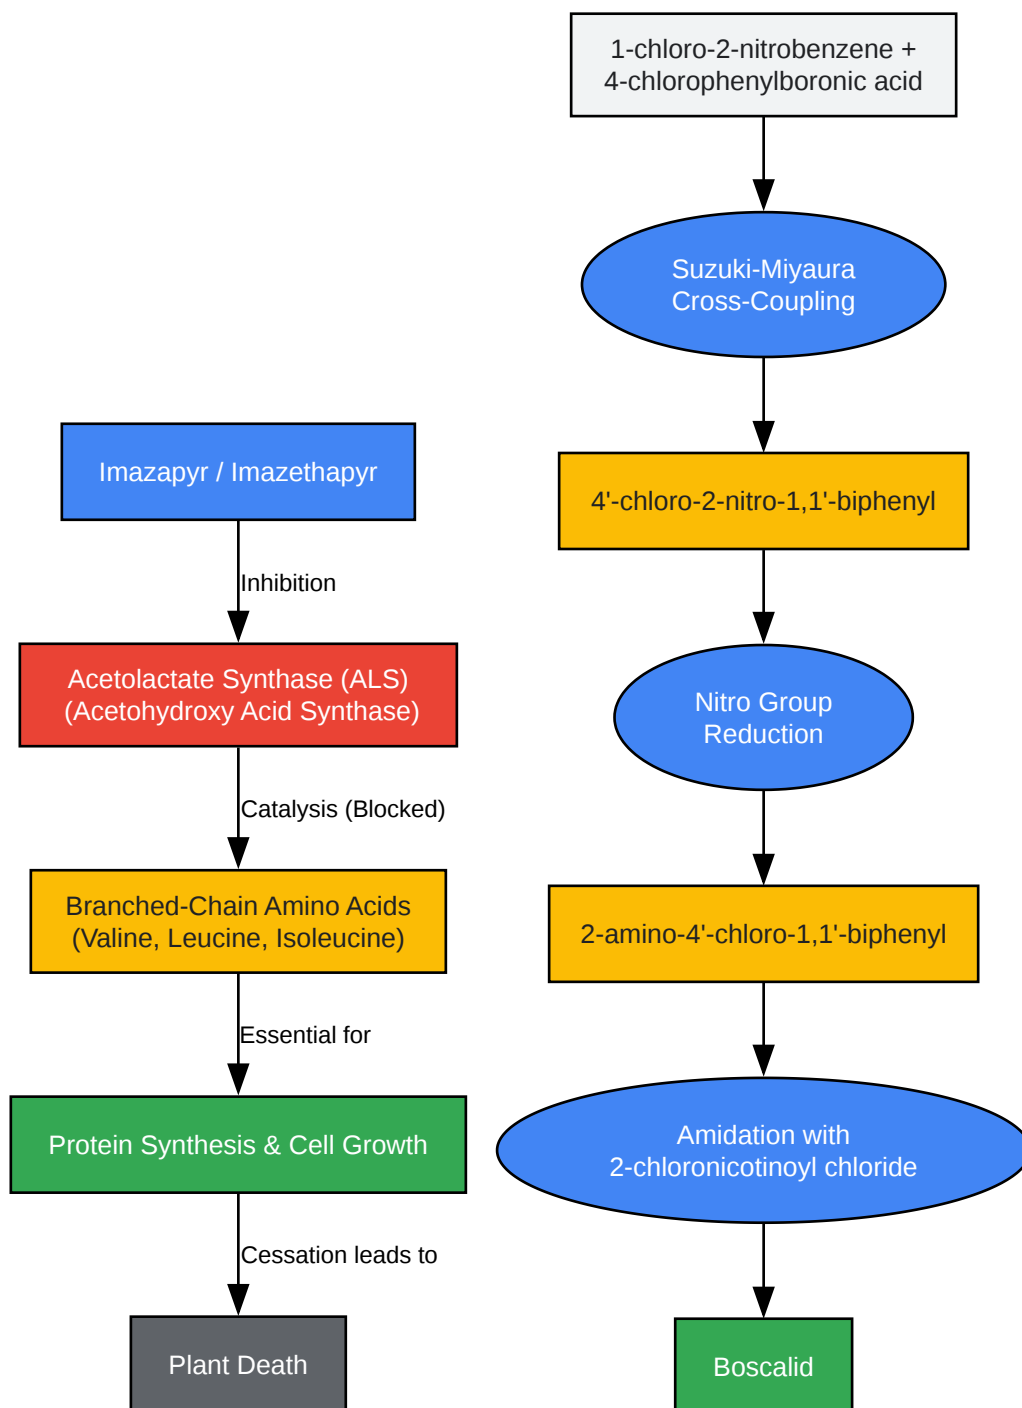 1-chloro-2-nitrobenzene +
4-chlorophenylboronic acid
Suzuki-Miyaura
Cross-Coupling
4'-chloro-2-nitro-1,1'-biphenyl
Nitro Group
Reduction
2-amino-4'-chloro-1,1'-biphenyl
Amidation with
2-chloronicotinoyl chloride
Boscalid
Imazapyr / Imazethapyr
Inhibition
Acetolactate Synthase (ALS)
(Acetohydroxy Acid Synthase)
Catalysis (Blocked)
Branched-Chain Amino Acids
(Valine, Leucine, Isoleucine)
Essential for
Protein Synthesis & Cell Growth
Cessation leads to
Plant Death